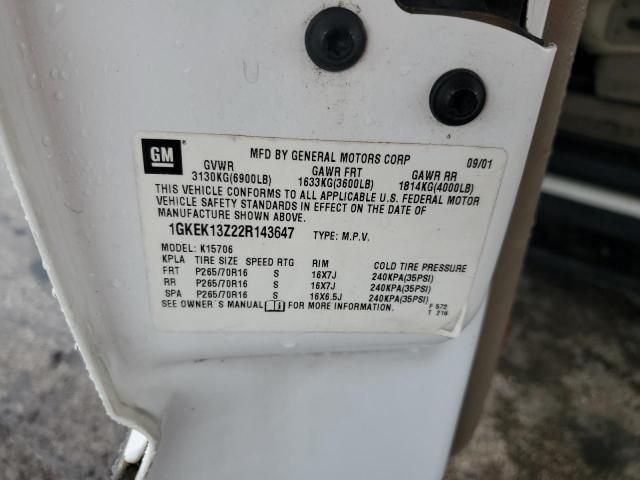 GM
MFD BY GENERAL MOTORS CORP 09/01
GVWR GAWR FRT GAWR RR
3130KG(6900LB) 1633KG(3600LB) 1814KG(4000LB)
THIS VEHICLE CONFORMS TO ALL APPLICABLE U.S. FEDERAL MOTOR
VEHICLE SAFETY STANDARDS IN EFFECT ON THE DATE OF
MANUFACTURE SHOWN ABOVE.
1GKEK13Z22R143647 TYPE: M.P.V.
MODEL: K15706
KPLA TIRE SIZE SPEED RTG RIM COLD TIRE PRESSURE
FRT P265/70R16 S 16X7J 240KPA(35PSI)
RR P265/70R16 S 16X7J 240KPA(35PSI)
SPA P265/70R16 S 16X6.5J 240KPA(35PSI)
SEE OWNER'S MANUAL FOR MORE INFORMATION.
F 572
T 216